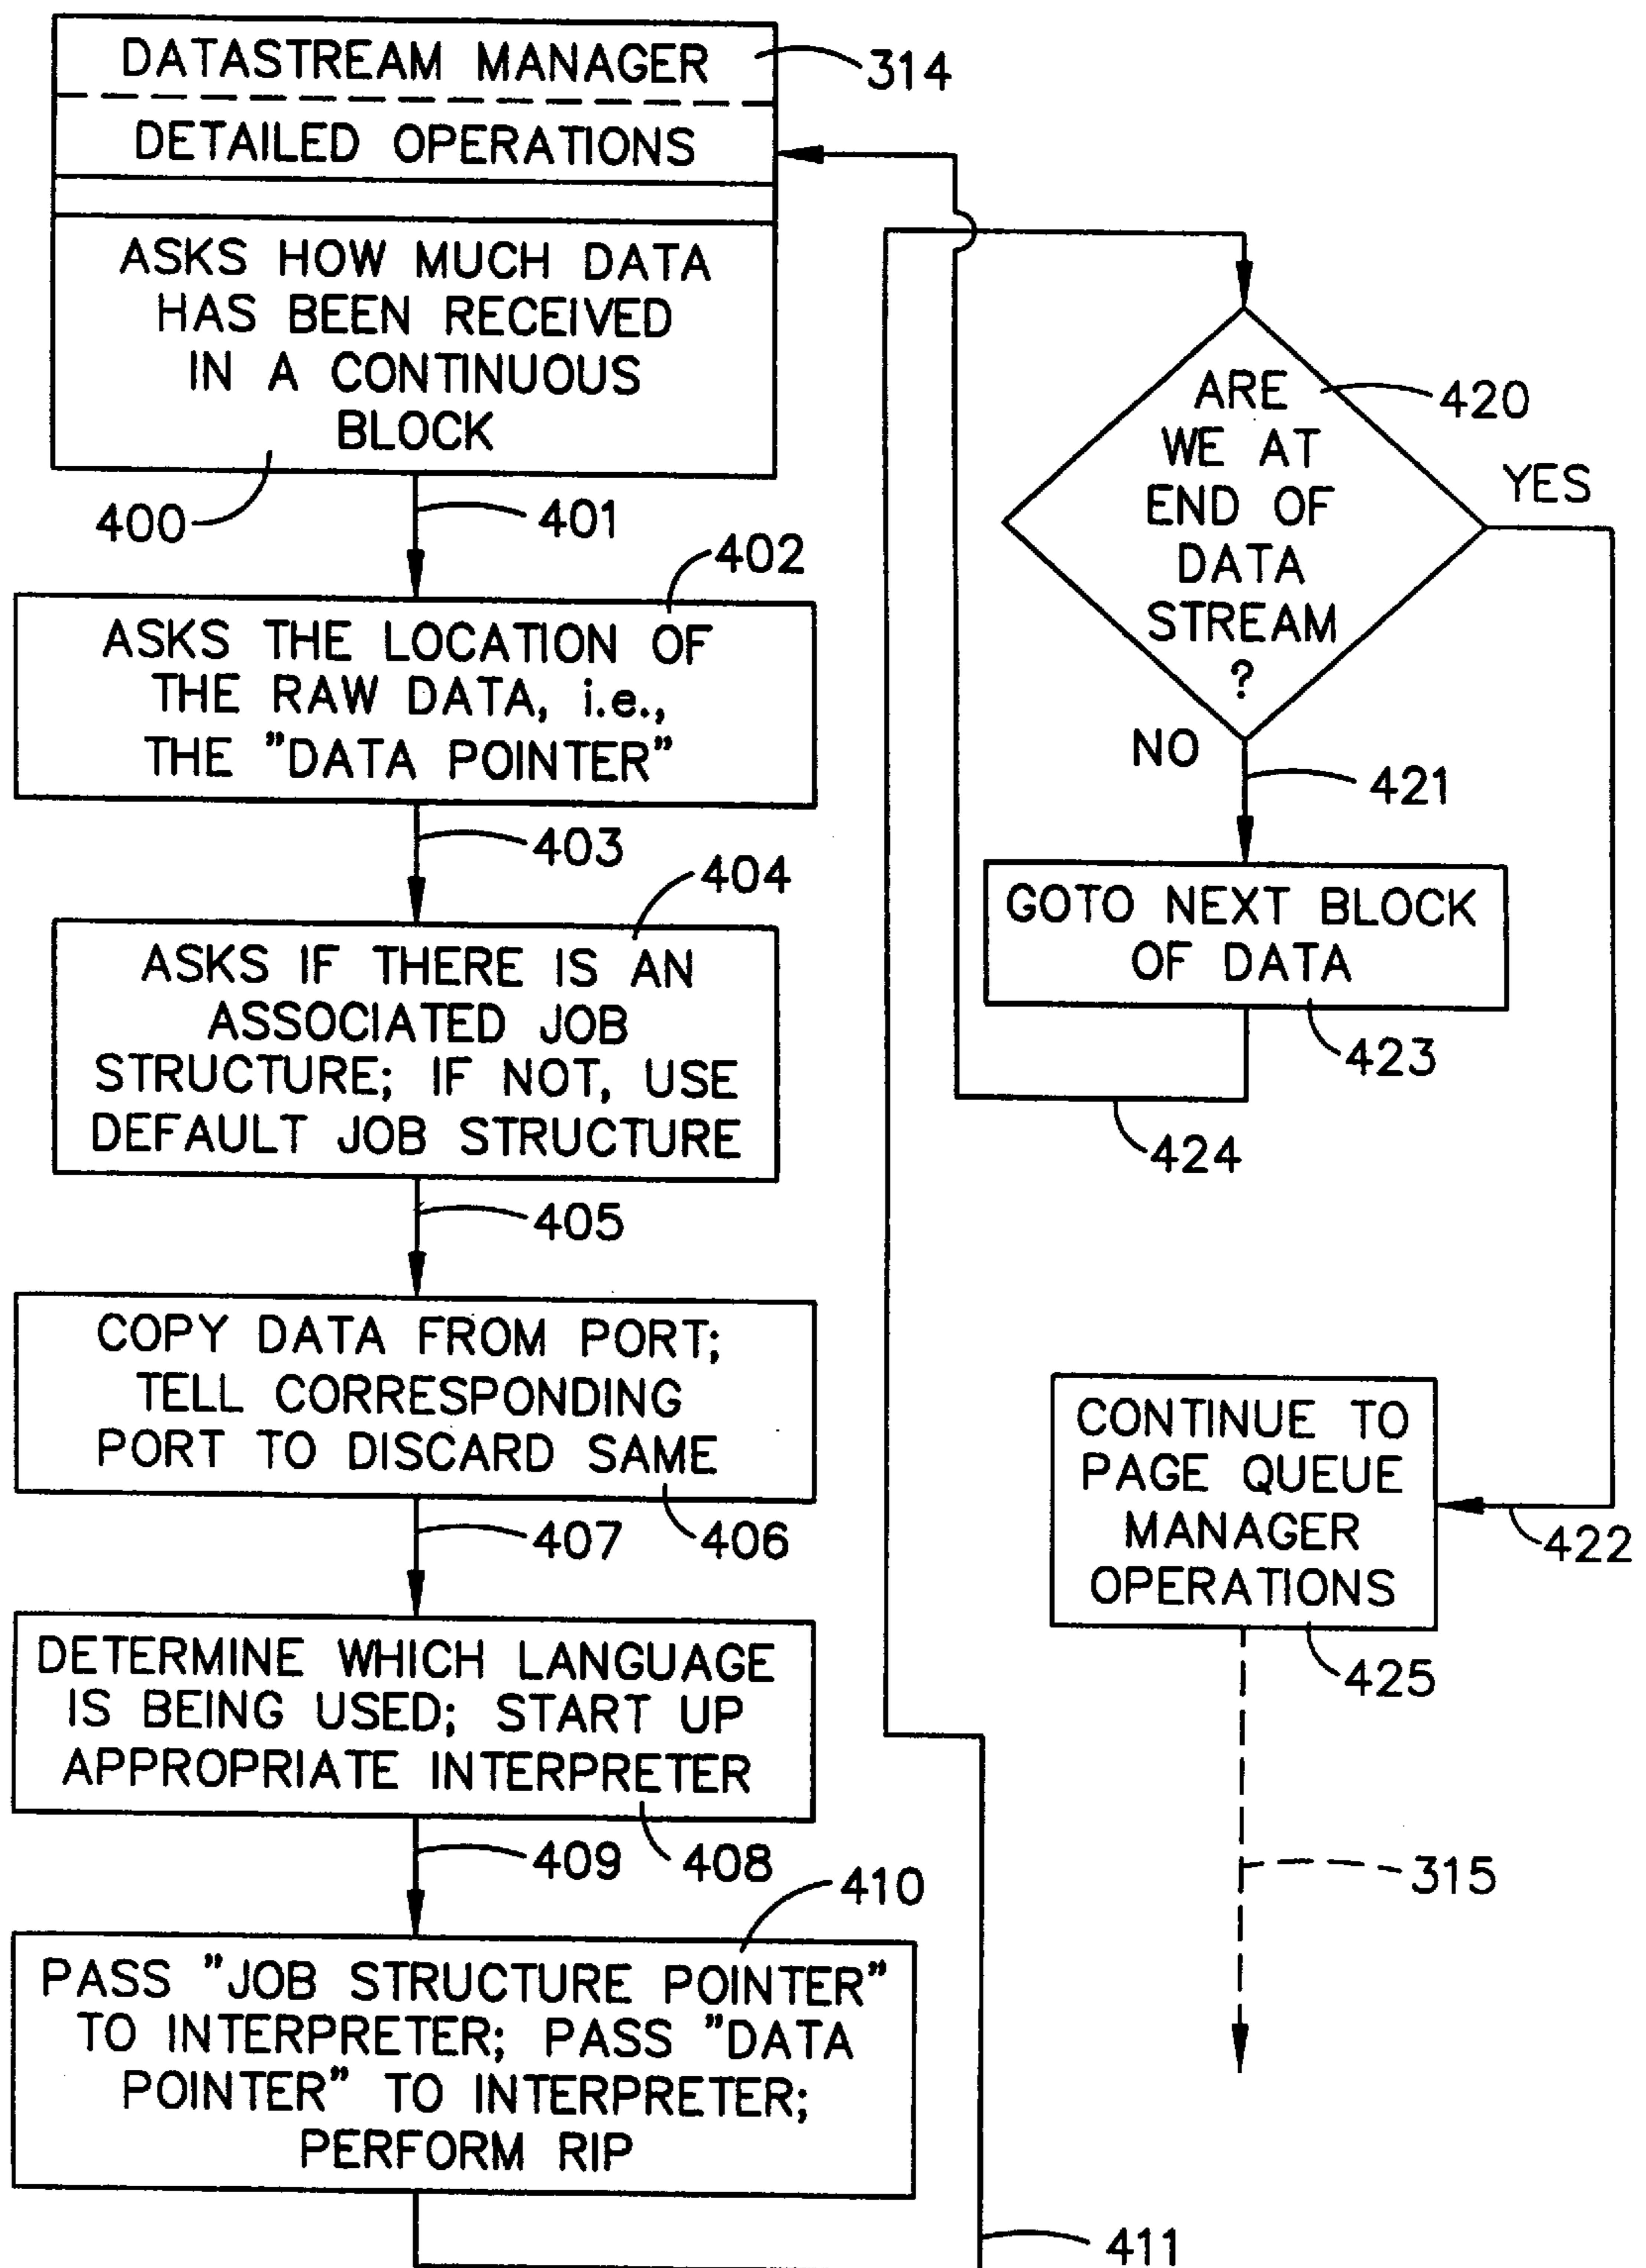 DATASTREAM MANAGER
314
DETAILED OPERATIONS
ASKS HOW MUCH DATA
HAS BEEN RECEIVED
IN A CONTINUOUS
BLOCK
400
401
402
ASKS THE LOCATION OF
THE RAW DATA, i.e.,
THE "DATA POINTER"
403
404
ASKS IF THERE IS AN
ASSOCIATED JOB
STRUCTURE; IF NOT, USE
DEFAULT JOB STRUCTURE
405
COPY DATA FROM PORT;
TELL CORRESPONDING
PORT TO DISCARD SAME
407
406
DETERMINE WHICH LANGUAGE
IS BEING USED; START UP
APPROPRIATE INTERPRETER
409
408
410
PASS "JOB STRUCTURE POINTER"
TO INTERPRETER; PASS "DATA
POINTER" TO INTERPRETER;
PERFORM RIP
411
ARE
WE AT
END OF
DATA
STREAM
?
420
YES
NO
421
GOTO NEXT BLOCK
OF DATA
423
424
CONTINUE TO
PAGE QUEUE
MANAGER
OPERATIONS
422
425
315